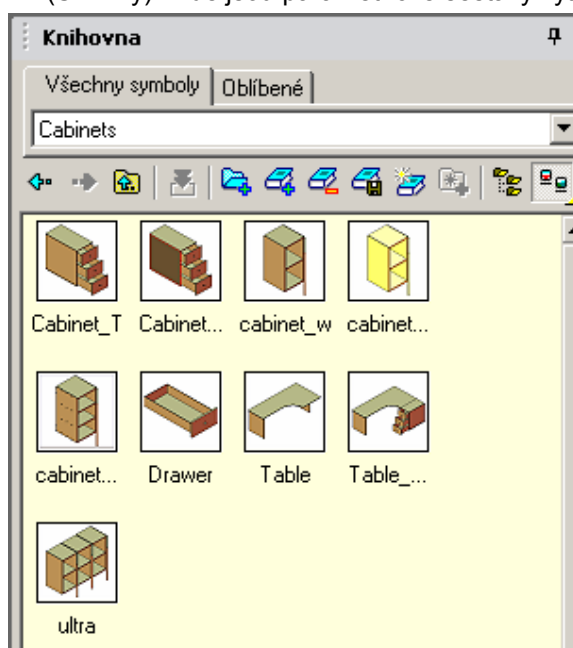 Knihovna
Všechny symboly Oblíbené
Cabinets
Cabinet_T Cabinet... cabinet_w cabinet...
cabinet... Drawer Table Table_...
ultra